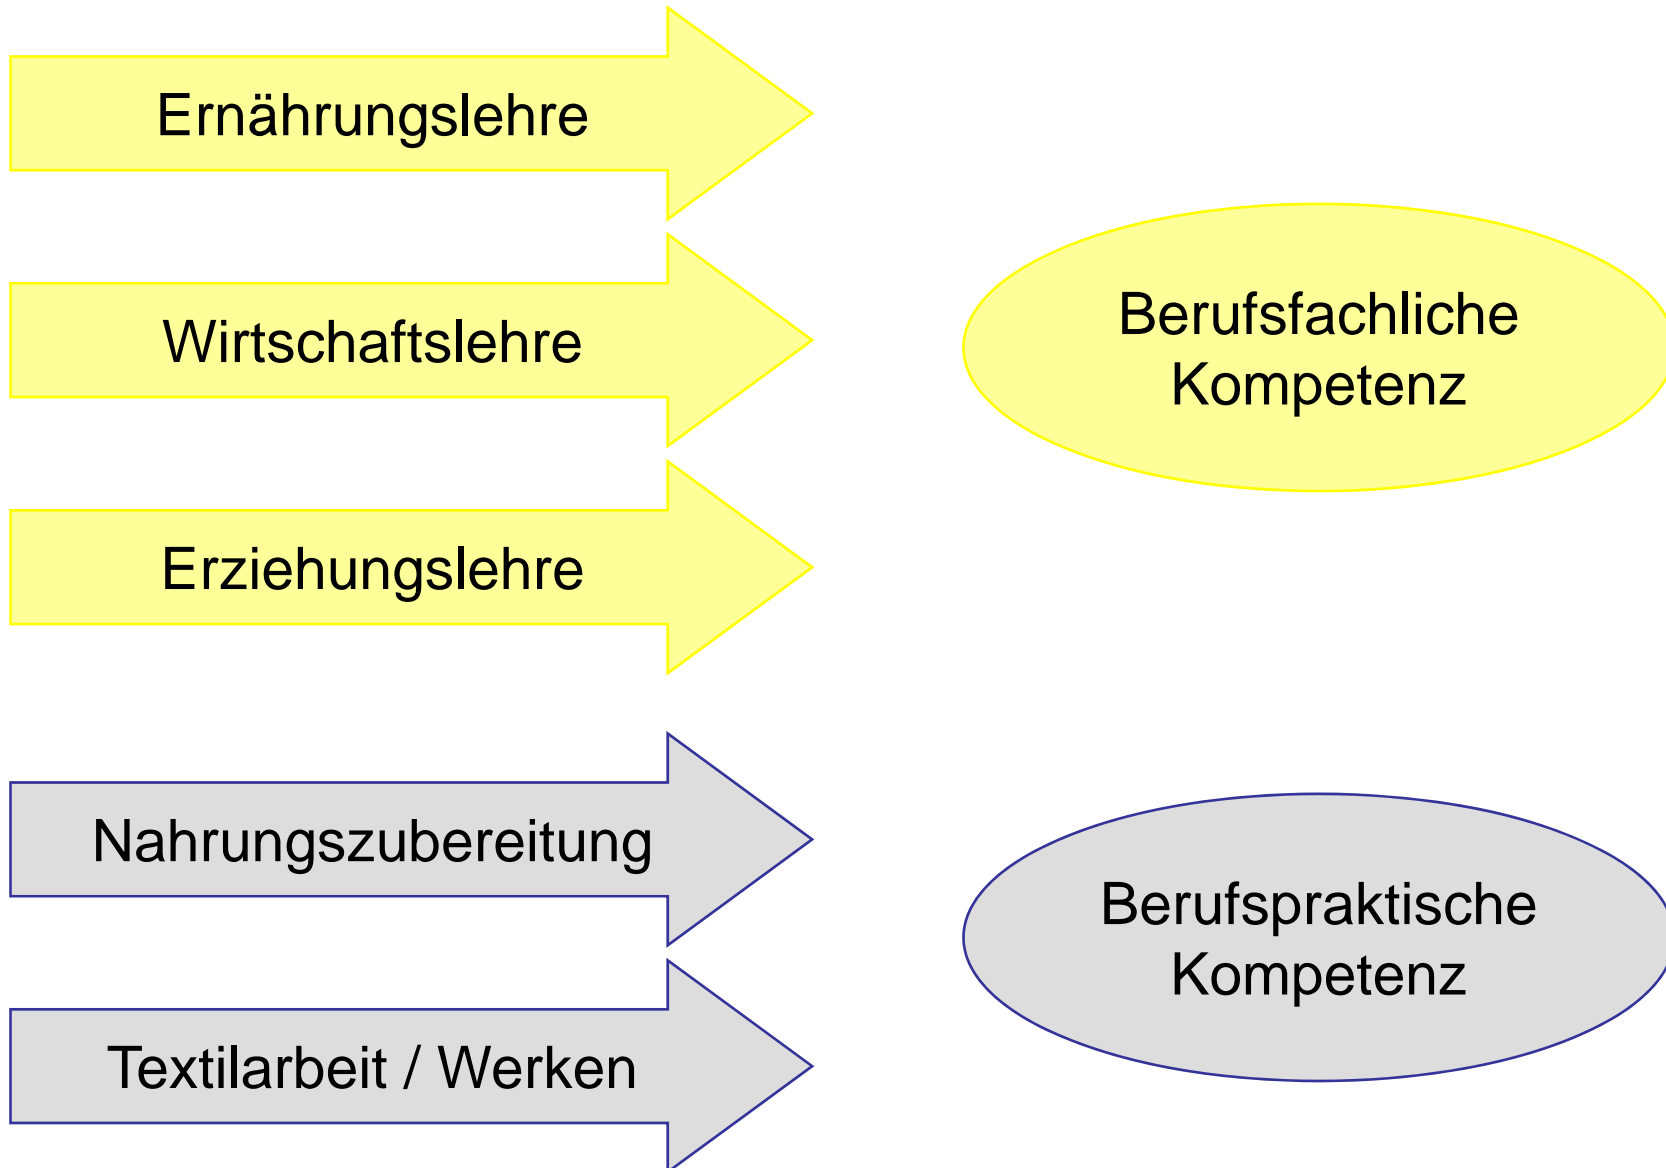 Ernährungslehre
Wirtschaftslehre
Berufsfachliche
Kompetenz
Erziehungslehre
Nahrungszubereitung
Berufspraktische
Kompetenz
Textilarbeit / Werken